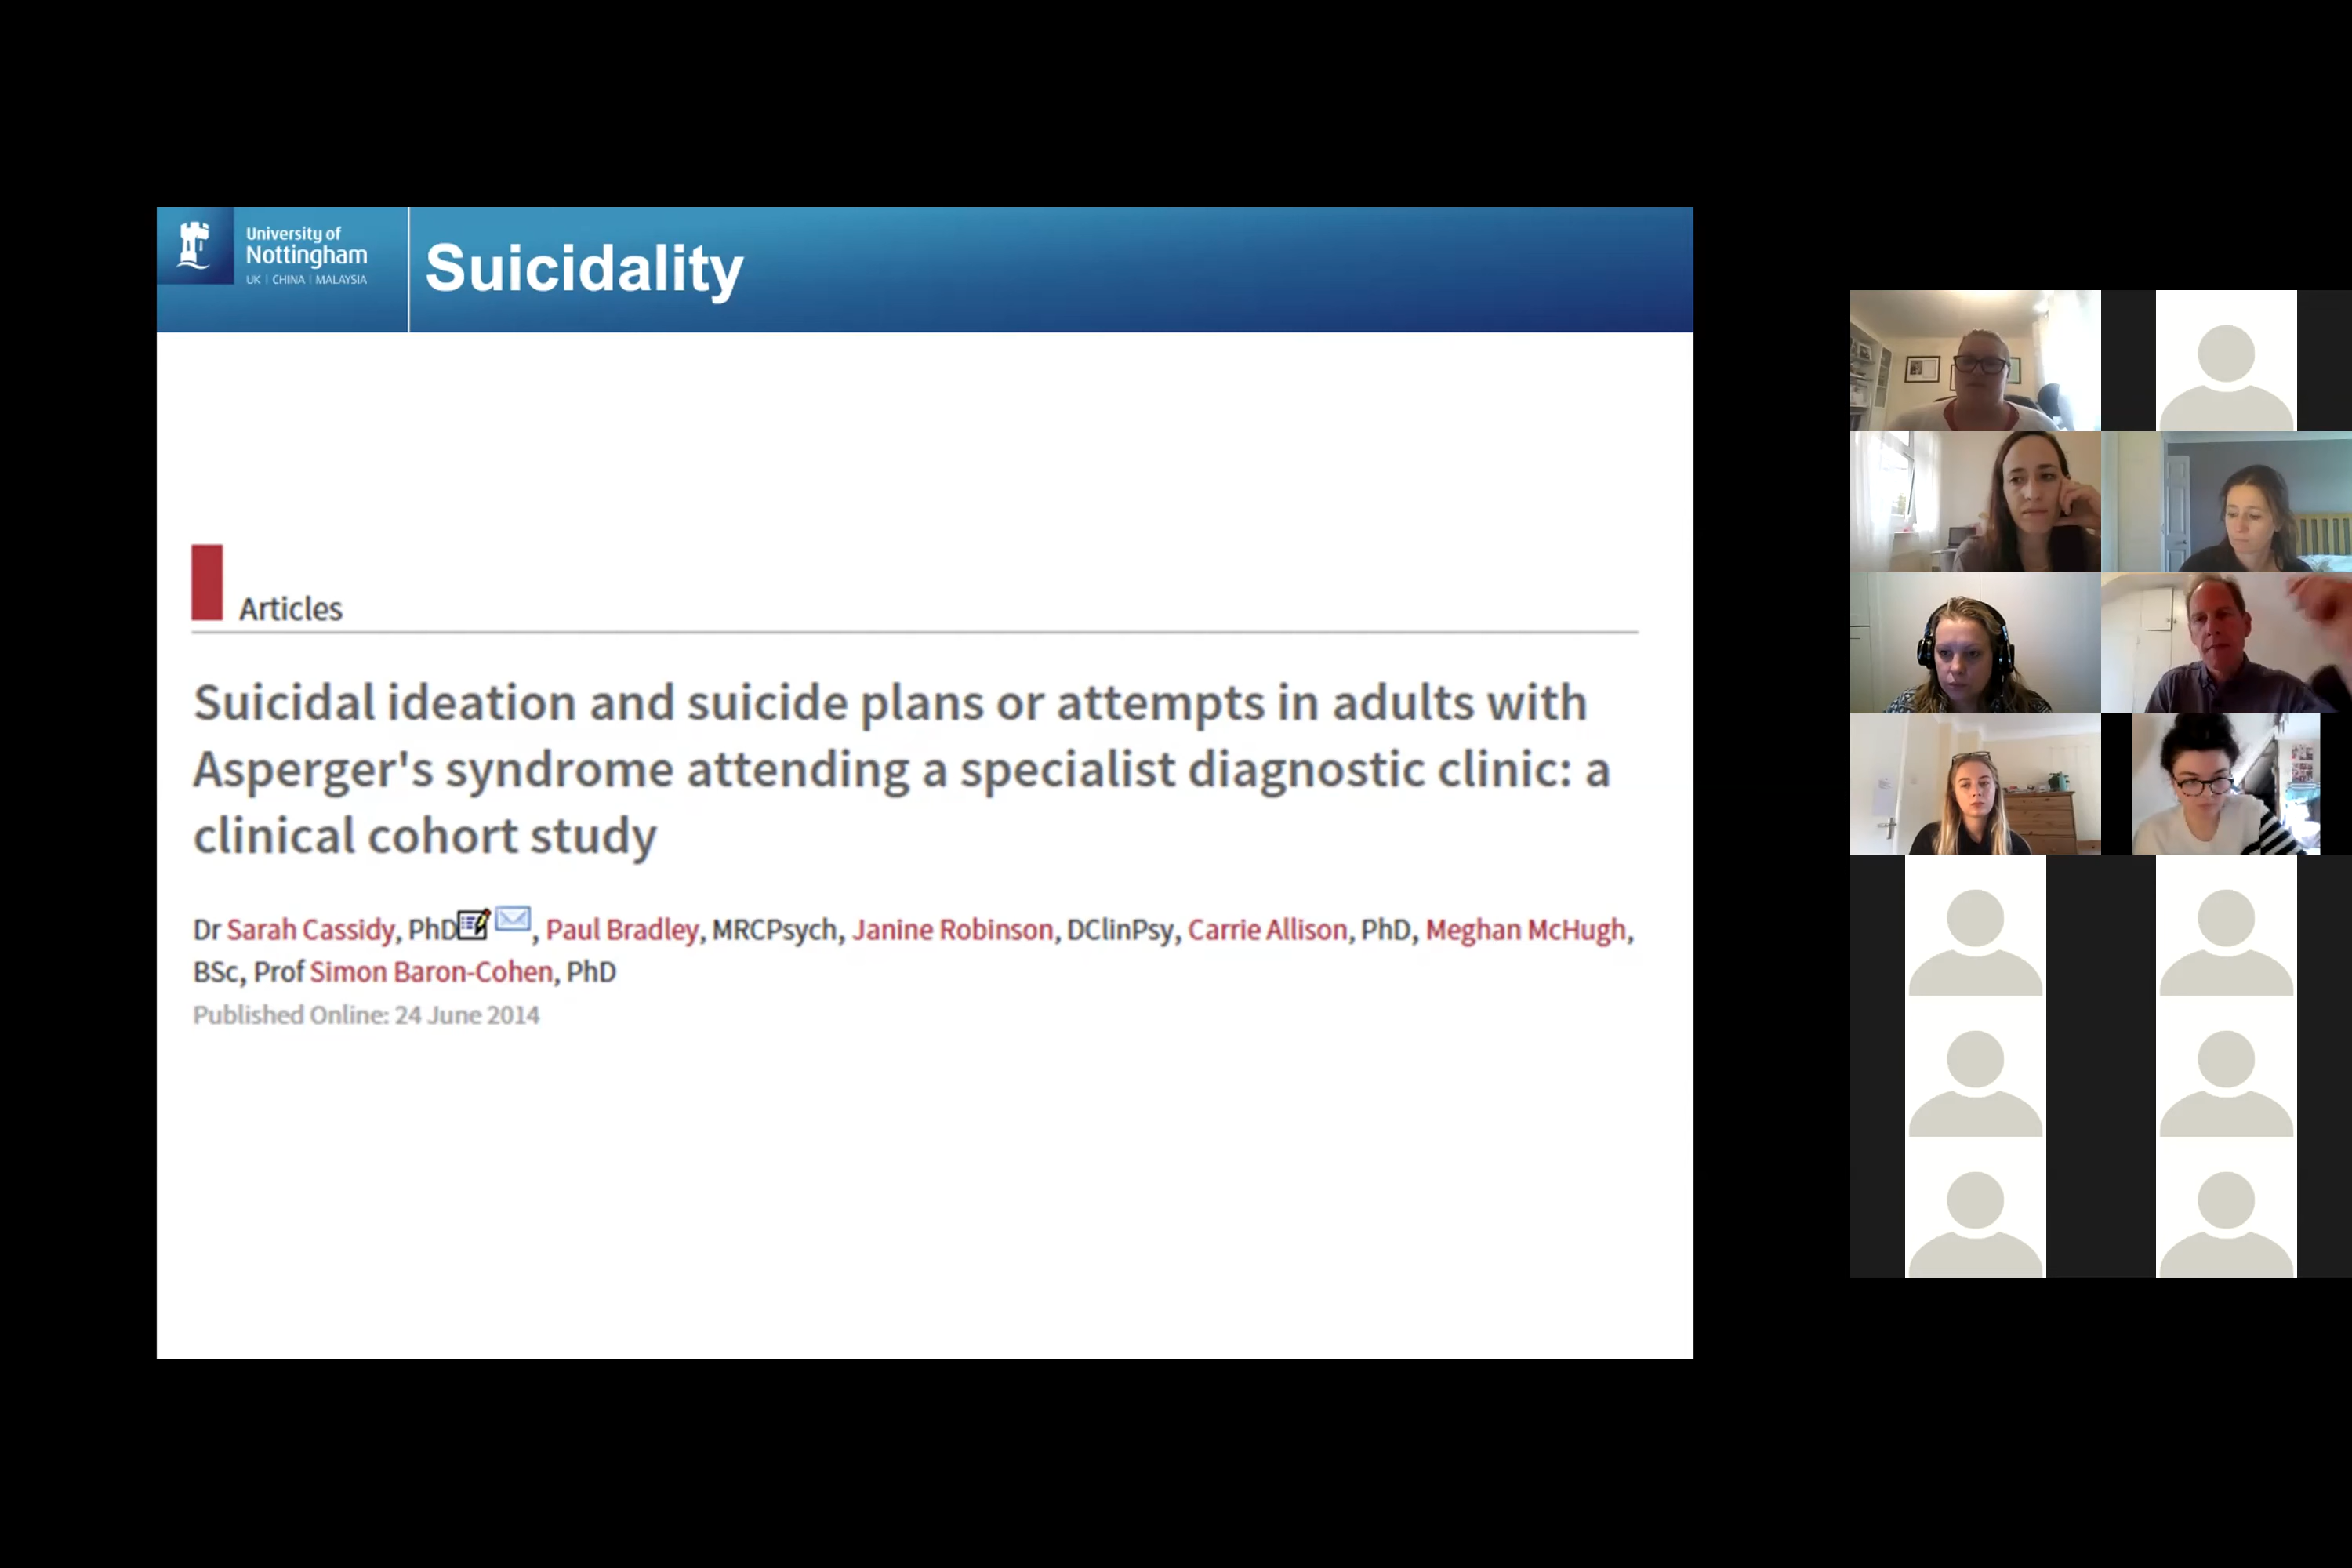 University of
Nottingham
UK | CHINA | MALAYSIA
Suicidality
Articles
Suicidal ideation and suicide plans or attempts in adults with
Asperger's syndrome attending a specialist diagnostic clinic: a
clinical cohort study
Dr Sarah Cassidy, PhD, Paul Bradley, MRCPsych, Janine Robinson, DClinPsy, Carrie Allison, PhD, Meghan McHugh,
BSc, Prof Simon Baron-Cohen, PhD
Published Online: 24 June 2014